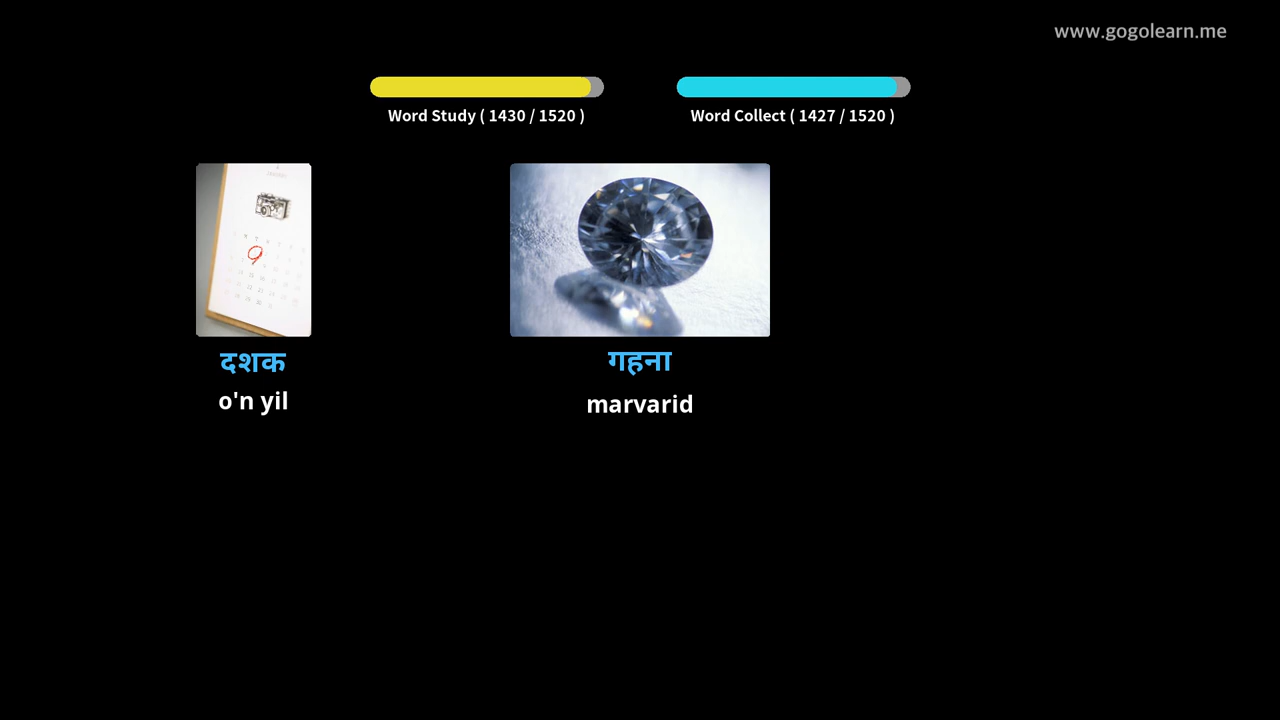 www.gogolearn.me
Word Study ( 1430 / 1520 )
Word Collect ( 1427 / 1520 )
दशक
o'n yil
गहना
marvarid